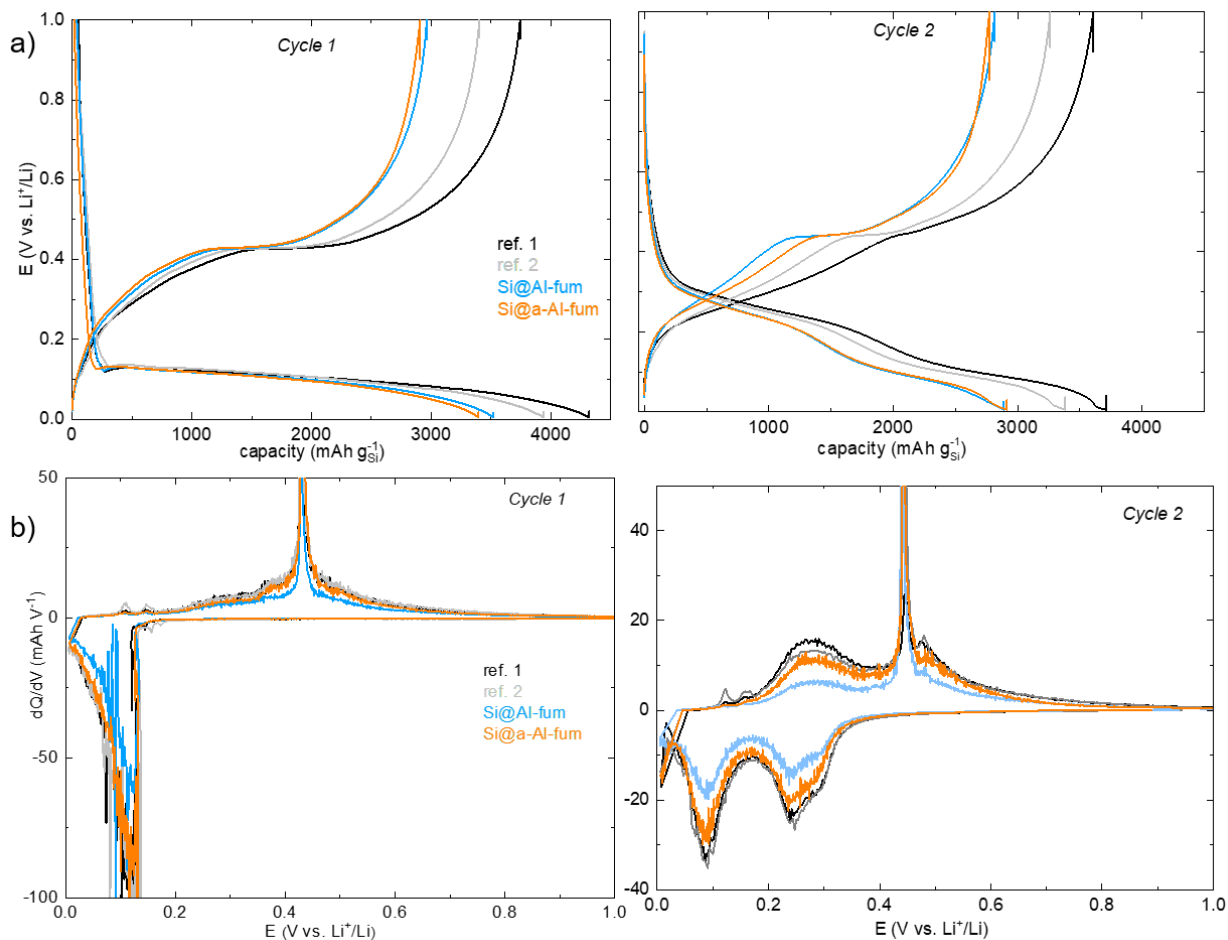 a)
Cycle 1
Cycle 2
1.0
0.8
0.6
0.4
0.2
0.0
E (V vs. Li⁺/Li)
ref. 1
ref. 2
Si@Al-fum
Si@a-Al-fum
0 1000 2000 3000 4000
0 1000 2000 3000 4000
capacity (mAh g⁻¹Si)
capacity (mAh g⁻¹Si)
b)
Cycle 1
Cycle 2
50
0
-50
-100
dQ/dV (mAh V⁻¹)
ref. 1
ref. 2
Si@Al-fum
Si@a-Al-fum
40
20
0
-20
-40
0.0 0.2 0.4 0.6 0.8 1.0
0.0 0.2 0.4 0.6 0.8 1.0
E (V vs. Li⁺/Li)
E (V vs. Li⁺/Li)